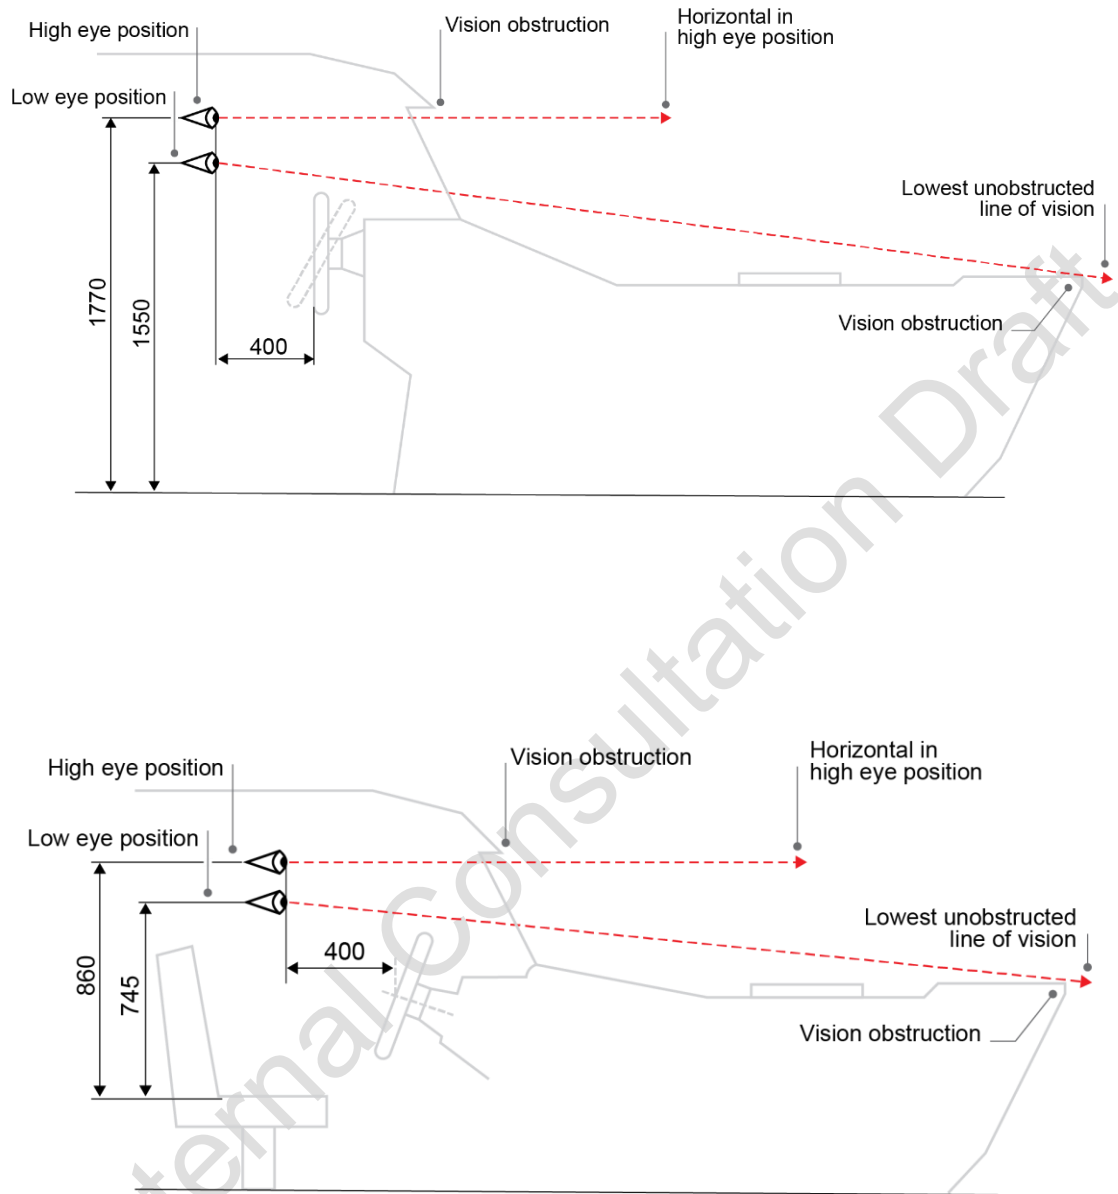 High eye position
Vision obstruction
Horizontal in
high eye position
Low eye position
Lowest unobstructed
line of vision
Vision obstruction
1770
1550
400
High eye position
Vision obstruction
Horizontal in
high eye position
Low eye position
Lowest unobstructed
line of vision
Vision obstruction
860
745
400
ternal Consultation Draft